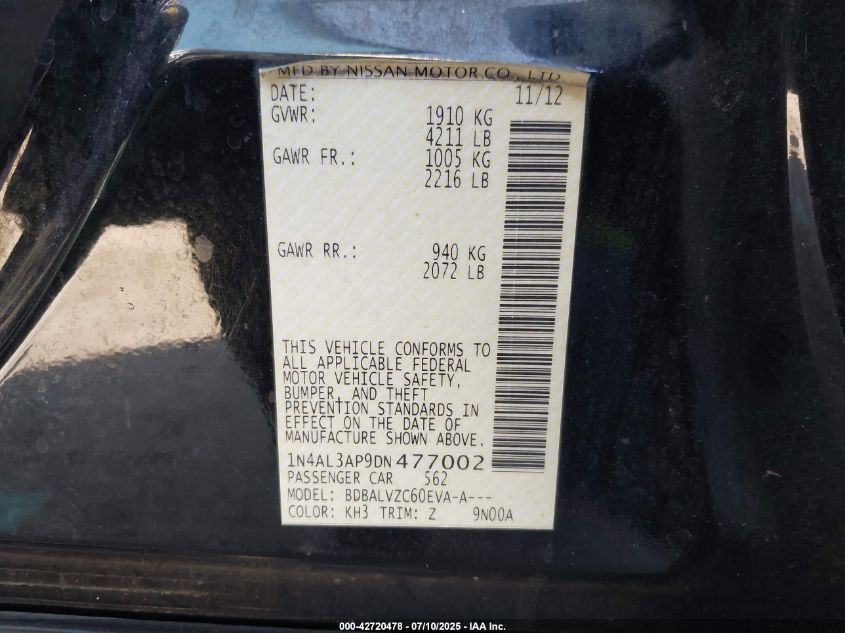 MFD BY NISSAN MOTOR CO., LTD
DATE: 11/12
GVWR: 1910 KG
4211 LB
GAWR FR.: 1005 KG
2216 LB
GAWR RR.: 940 KG
2072 LB
THIS VEHICLE CONFORMS TO
ALL APPLICABLE FEDERAL
MOTOR VEHICLE SAFETY,
BUMPER, AND THEFT
PREVENTION STANDARDS IN
EFFECT ON THE DATE OF
MANUFACTURE SHOWN ABOVE.
1N4AL3AP9DN477002
PASSENGER CAR 562
MODEL: BDBALVZC60EVA-A---
COLOR: KH3 TRIM: Z 9N00A
000-42720478 - 07/10/2025 - IAA Inc.